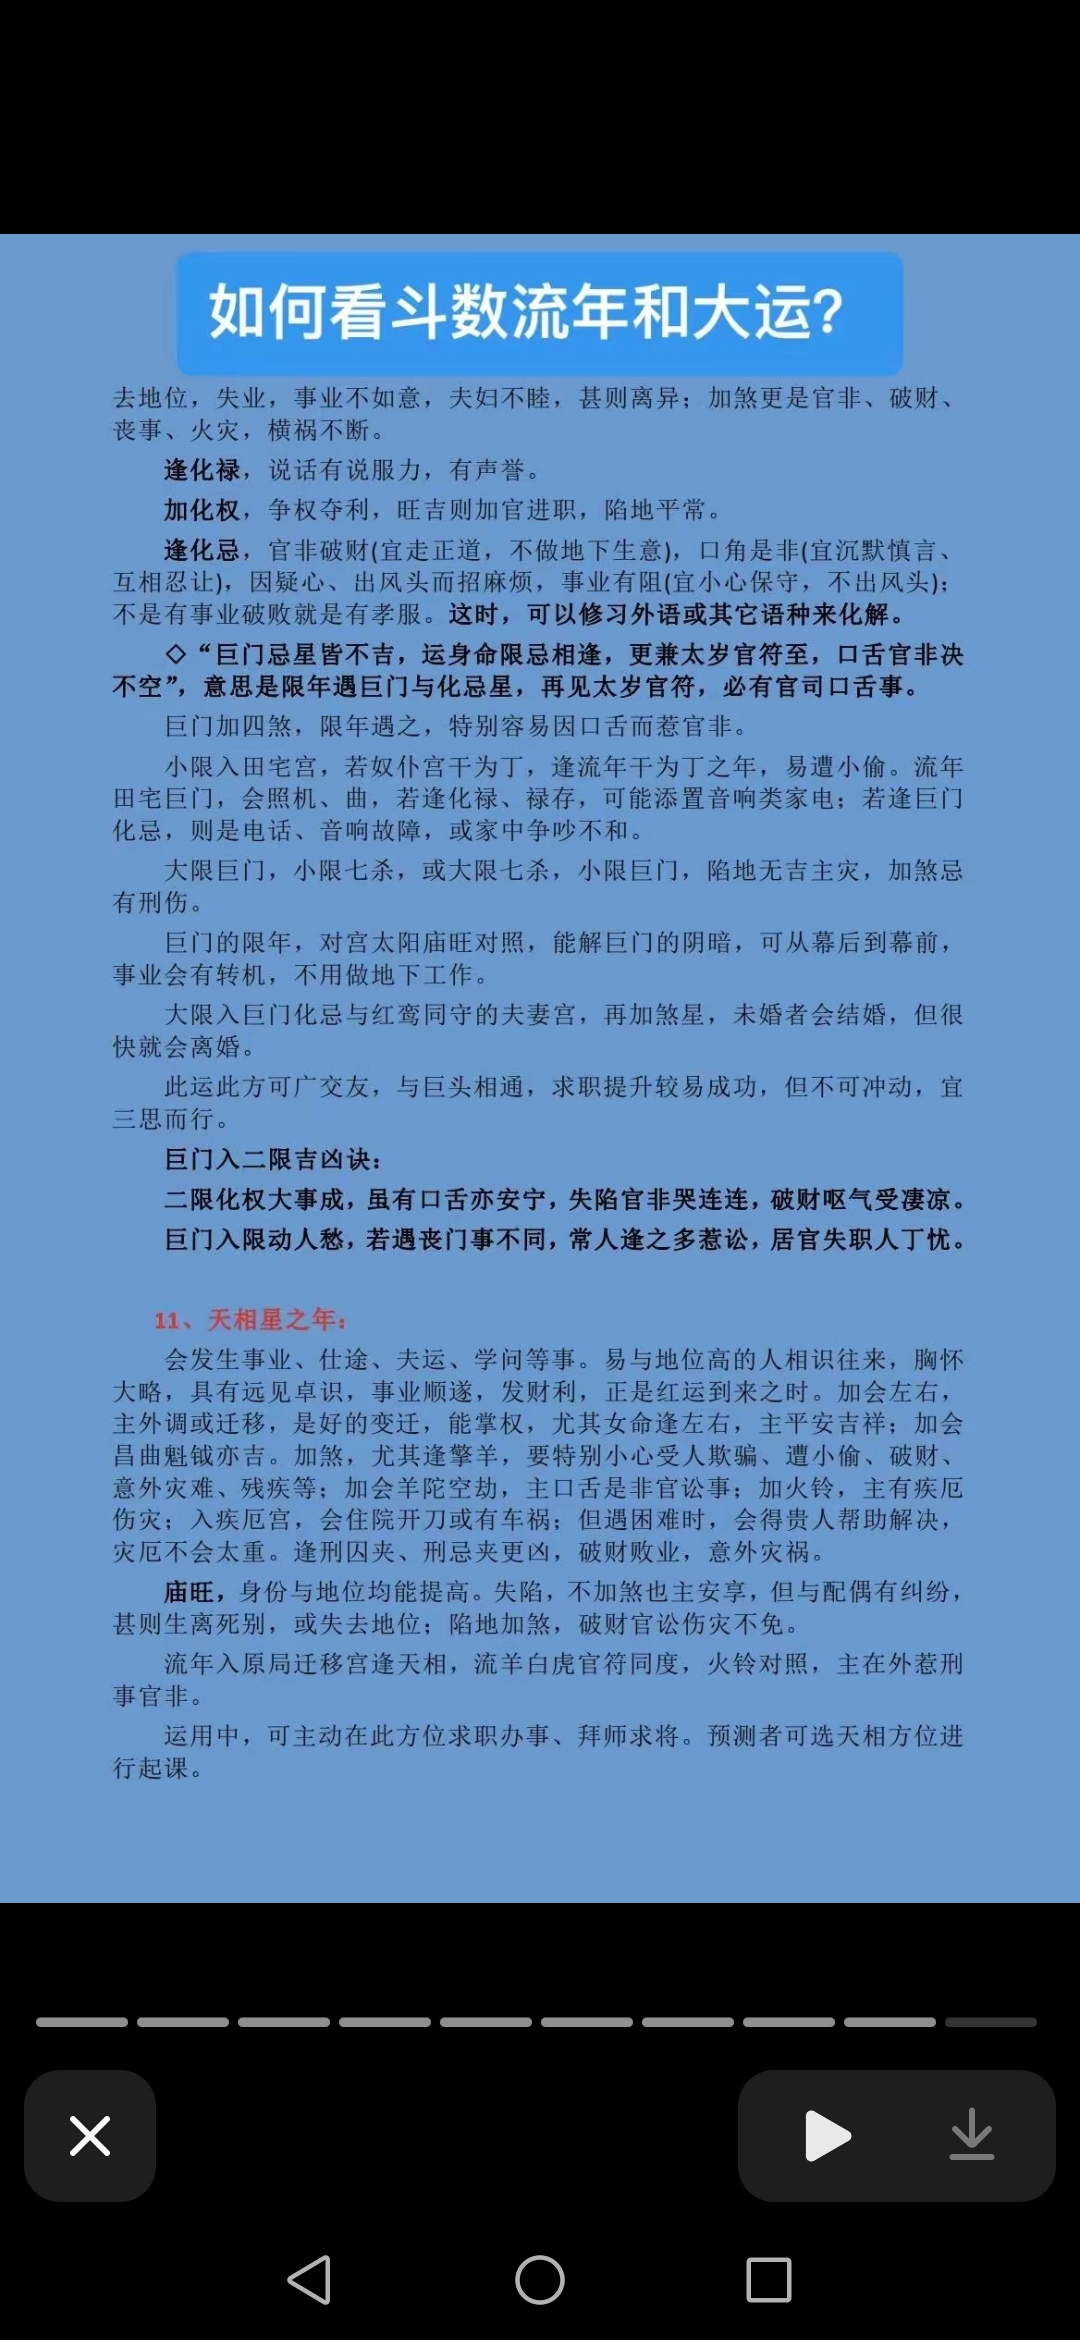 如何看斗数流年和大运?
去地位，失业，事业不如意，夫妇不睦，甚则离异；加煞更是官非、破财、
丧事、火灾，横祸不断。
逢化禄，说话有说服力，有声誉。
加化权，争权夺利，旺吉则加官进职，陷地平常。
逢化忌，官非破财(宜走正道，不做地下生意)，口角是非(宜沉默慎言、
互相忍让)，因疑心、出风头而招麻烦，事业有阻(宜小心保守，不出风头)；
不是有事业破败就是有孝服。这时，可以修习外语或其它语种来化解。
◇“巨门忌星皆不吉，运身命限忌相逢，更兼太岁官符至，口舌官非决
不空”，意思是限年遇巨门与化忌星，再见太岁官符，必有官司口舌事。
巨门加四煞，限年遇之，特别容易因口舌而惹官非。
小限入田宅宫，若奴仆宫干为丁，逢流年干为丁之年，易遭小偷。流年
田宅巨门，会照机、曲，若逢化禄、禄存，可能添置音响类家电；若逢巨门
化忌，则是电话、音响故障，或家中争吵不和。
大限巨门，小限七杀，或大限七杀，小限巨门，陷地无吉主灾，加煞忌
有刑伤。
巨门的限年，对宫太阳庙旺对照，能解巨门的阴暗，可从幕后到幕前，
事业会有转机，不用做地下工作。
大限入巨门化忌与红鸾同守的夫妻宫，再加煞星，未婚者会结婚，但很
快就会离婚。
此运此方可广交友，与巨头相通，求职提升较易成功，但不可冲动，宜
三思而行。
巨门入二限吉凶诀：
二限化权大事成，虽有口舌亦安宁，失陷官非哭连连，破财呕气受凄凉。
巨门入限动人愁，若遇丧门事不同，常人逢之多惹讼，居官失职人丁忧。
11、天相星之年：
会发生事业、仕途、夫运、学问等事。易与地位高的人相识往来，胸怀
大略，具有远见卓识，事业顺遂，发财利，正是红运到来之时。加会左右，
主外调或迁移，是好的变迁，能掌权，尤其女命逢左右，主平安吉祥；加会
昌曲魁钺亦吉。加煞，尤其逢擎羊，要特别小心受人欺骗、遭小偷、破财、
意外灾难、残疾等；加会羊陀空劫，主口舌是非官讼事；加火铃，主有疾厄
伤灾；入疾厄宫，会住院开刀或有车祸；但遇困难时，会得贵人帮助解决，
灾厄不会太重。逢刑囚夹、刑忌夹更凶，破财败业，意外灾祸。
庙旺，身份与地位均能提高。失陷，不加煞也主安享，但与配偶有纠纷，
甚则生离死别，或失去地位；陷地加煞，破财官讼伤灾不免。
流年入原局迁移宫逢天相，流羊白虎官符同度，火铃对照，主在外惹刑
事官非。
运用中，可主动在此方位求职办事、拜师求将。预测者可选天相方位进
行起课。